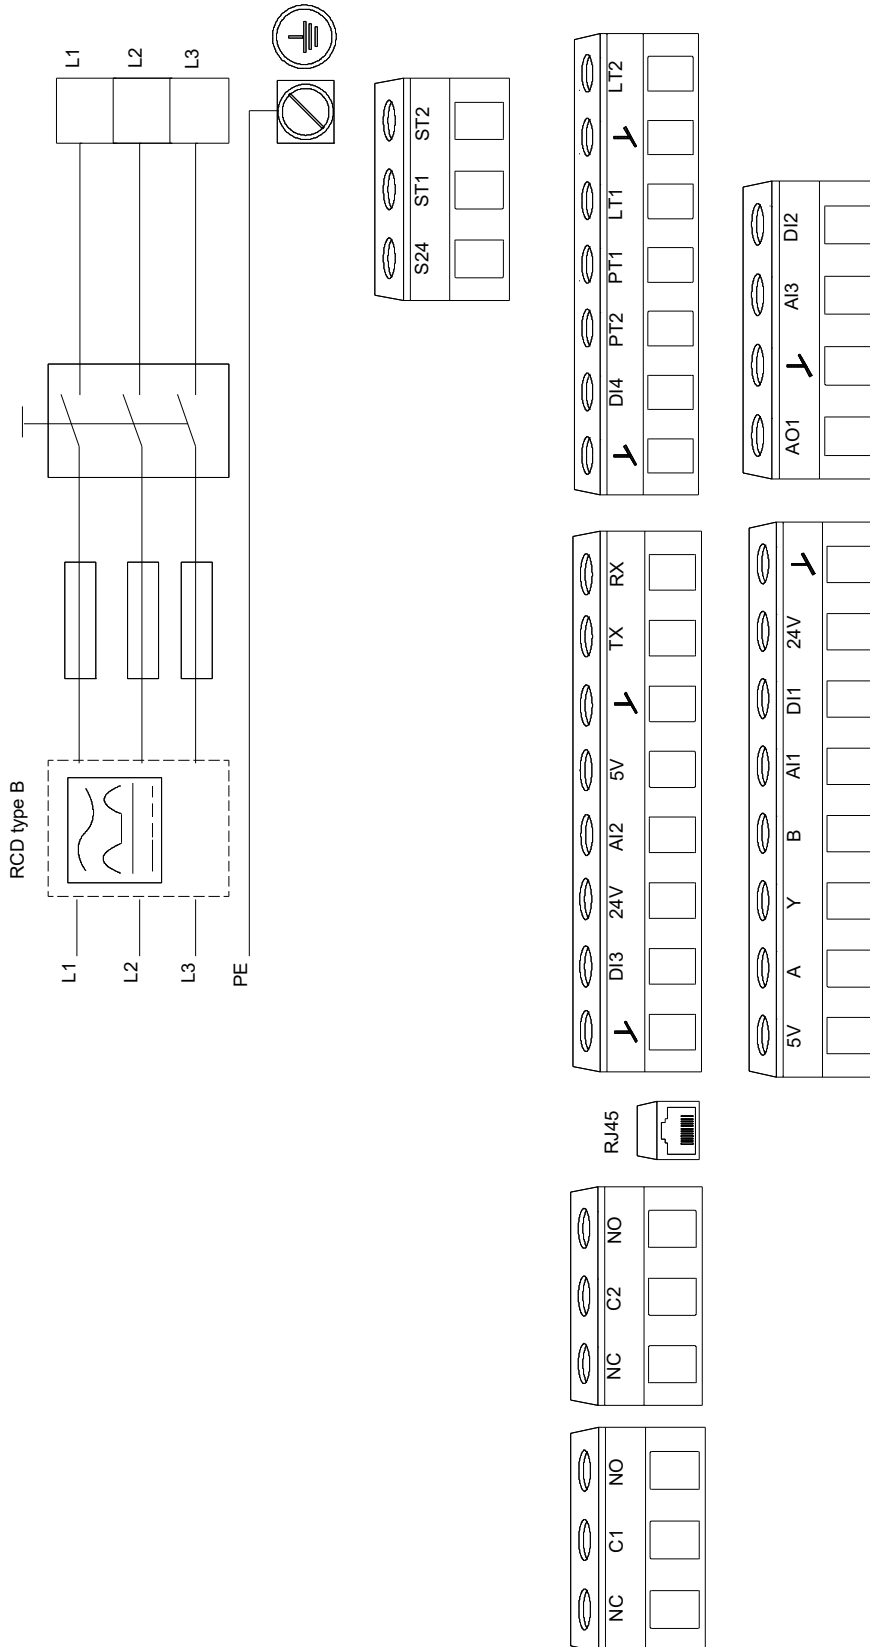 RCD type B
L1
L2
L3
PE
L1
L2
L3
S24
ST1
ST2
NC
C1
NO
NC
C2
NO
RJ45
DI3
24V
AI2
5V
TX
RX
DI4
PT2
PT1
LT1
LT2
5V
A
Y
B
AI1
DI1
24V
AO1
AI3
DI2